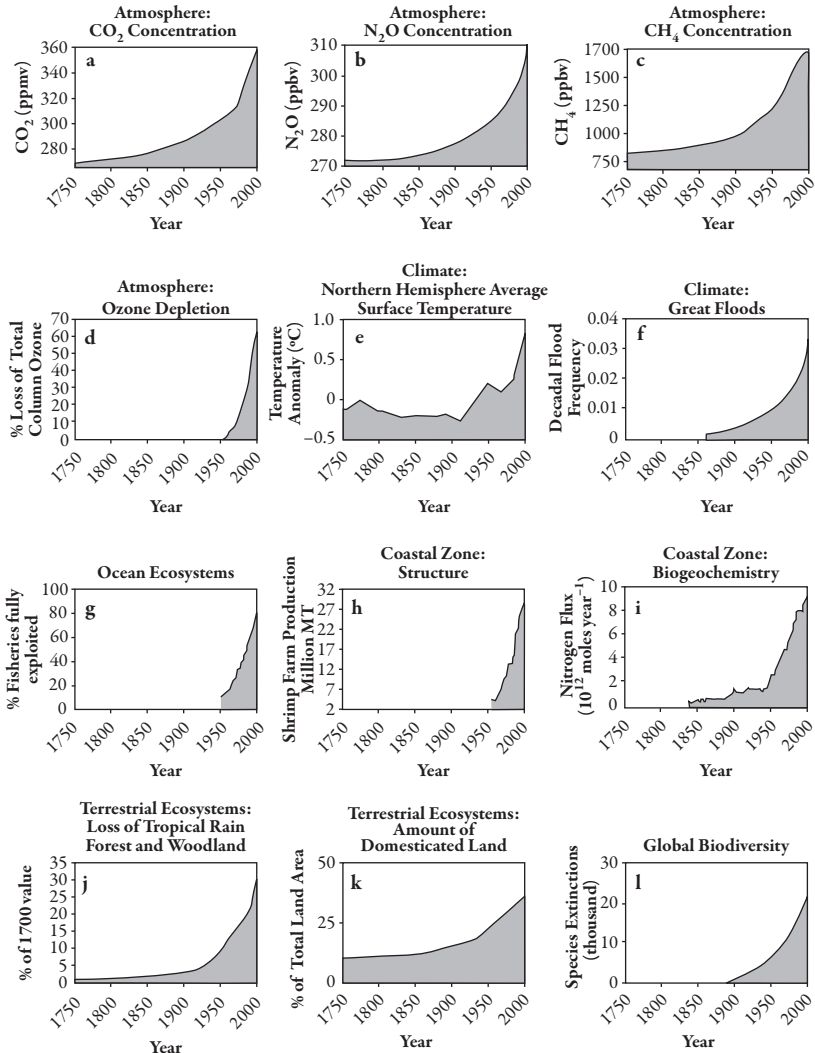 Atmosphere:
CO2 Concentration
a
CO2 (ppmv)
360
340
320
300
280
1750
1800
1850
1900
1950
2000
Year
Atmosphere:
N2O Concentration
b
N2O (ppbv)
310
300
290
280
270
1750
1800
1850
1900
1950
2000
Year
Atmosphere:
CH4 Concentration
c
CH4 (ppbv)
1700
1500
1250
1000
750
1750
1800
1850
1900
1950
2000
Year
Atmosphere:
Ozone Depletion
d
% Loss of Total
Column Ozone
70
60
50
40
30
20
10
0
1750
1800
1850
1900
1950
2000
Year
Climate:
Northern Hemisphere Average
Surface Temperature
e
Temperature
Anomaly (°C)
1.0
0.5
0
−0.5
1750
1800
1850
1900
1950
2000
Year
Climate:
Great Floods
f
Decadal Flood
Frequency
0.04
0.03
0.02
0.01
0
1750
1800
1850
1900
1950
2000
Year
Ocean Ecosystems
g
% Fisheries fully
exploited
100
80
60
40
20
0
1750
1800
1850
1900
1950
2000
Year
Coastal Zone:
Structure
h
Shrimp Farm Production
Million MT
32
27
22
17
12
7
2
1750
1800
1850
1900
1950
2000
Year
Coastal Zone:
Biogeochemistry
i
Nitrogen Flux
(10¹² moles year⁻¹)
10
8
6
4
2
0
1750
1800
1850
1900
1950
2000
Year
Terrestrial Ecosystems:
Loss of Tropical Rain
Forest and Woodland
j
% of 1700 value
35
30
25
20
15
10
5
0
1750
1800
1850
1900
1950
2000
Year
Terrestrial Ecosystems:
Amount of
Domesticated Land
k
% of Total Land Area
50
25
0
1750
1800
1850
1900
1950
2000
Year
Global Biodiversity
l
Species Extinctions
(thousand)
30
20
10
0
1750
1800
1850
1900
1950
2000
Year